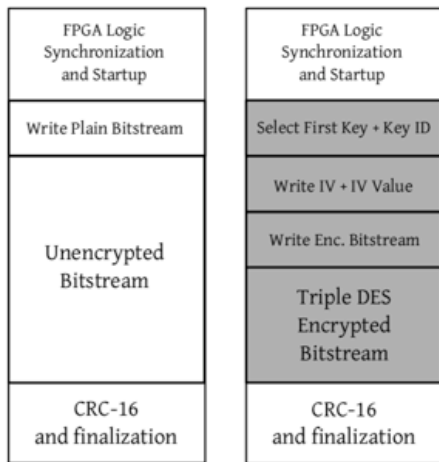 FPGA Logic
Synchronization
and Startup
Write Plain Bitstream
Unencrypted
Bitstream
CRC-16
and finalization
FPGA Logic
Synchronization
and Startup
Select First Key + Key ID
Write IV + IV Value
Write Enc. Bitstream
Triple DES
Encrypted
Bitstream
CRC-16
and finalization